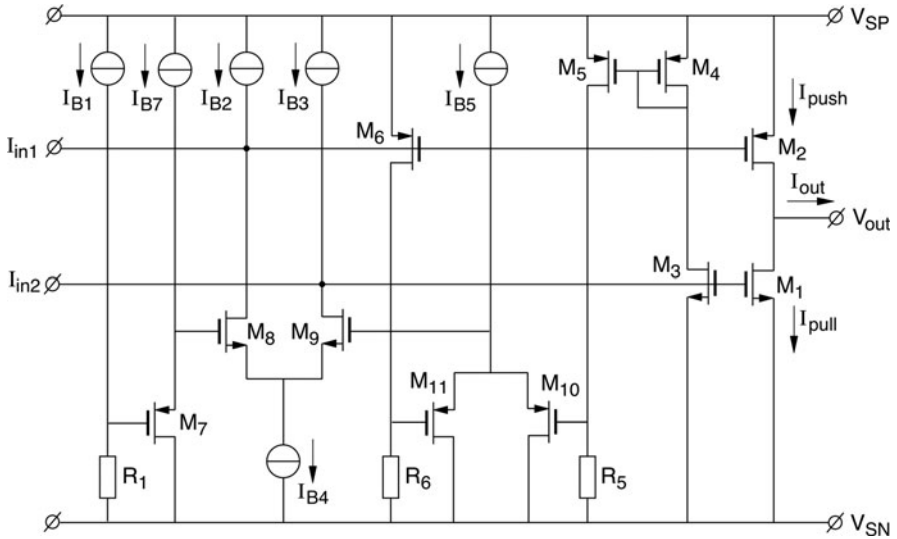 V_SP
I_B1 I_B7 I_B2 I_B3 I_B5 M_5 M_4
I_push
I_in1 M_6 M_2
I_out
V_out
I_in2 M_3 M_1
I_pull
M_8 M_9
M_11 M_10
M_7
R_1 I_B4 R_6 R_5
V_SN